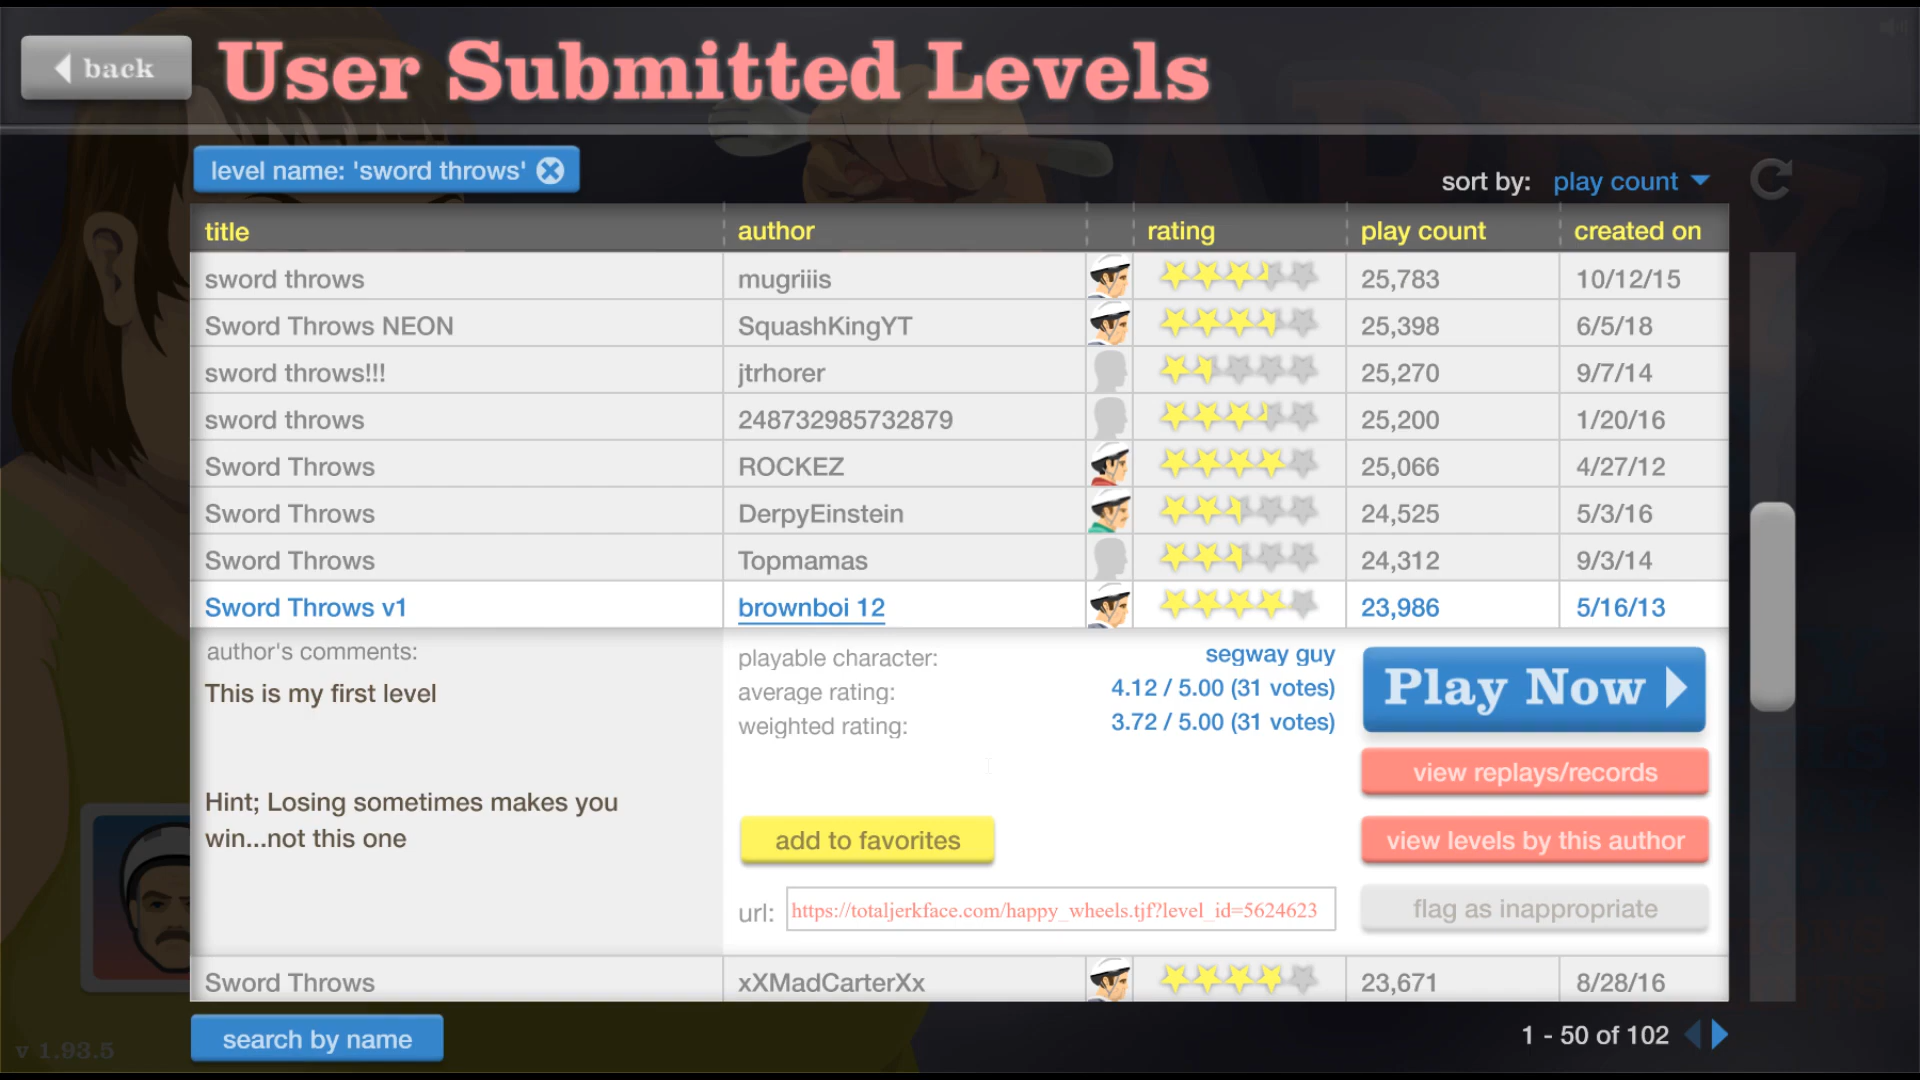 back
User Submitted Levels
level name: 'sword throws'
sort by: play count
title author rating play count created on
sword throws mugriiis 25,783 10/12/15
Sword Throws NEON SquashKingYT 25,398 6/5/18
sword throws!!! jtrhorer 25,270 9/7/14
sword throws 248732985732879 25,200 1/20/16
Sword Throws ROCKEZ 25,066 4/27/12
Sword Throws DerpyEinstein 24,525 5/3/16
Sword Throws Topmamas 24,312 9/3/14
Sword Throws v1 brownboi 12 23,986 5/16/13
author's comments:
This is my first level
Hint; Losing sometimes makes you
win...not this one
playable character: segway guy
average rating: 4.12 / 5.00 (31 votes)
weighted rating: 3.72 / 5.00 (31 votes)
add to favorites
url: https://totaljerkface.com/happy_wheels.tjf?level_id=5624623
Play Now
view replays/records
view levels by this author
flag as inappropriate
Sword Throws xXMadCarterXx 23,671 8/28/16
search by name
1 - 50 of 102
v 1.93.5